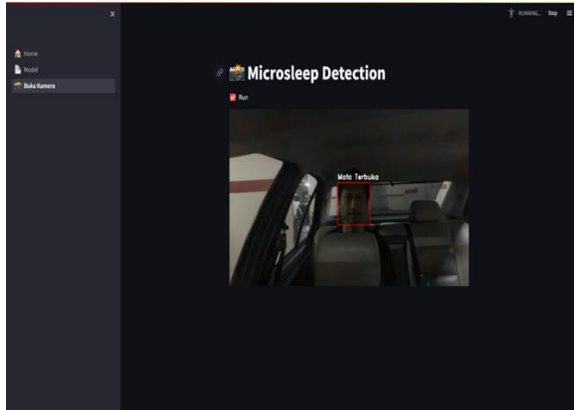 X
RUNNING... Stop
Home
Model
Buka Kamera
Microsleep Detection
Run
Mata Terbuka